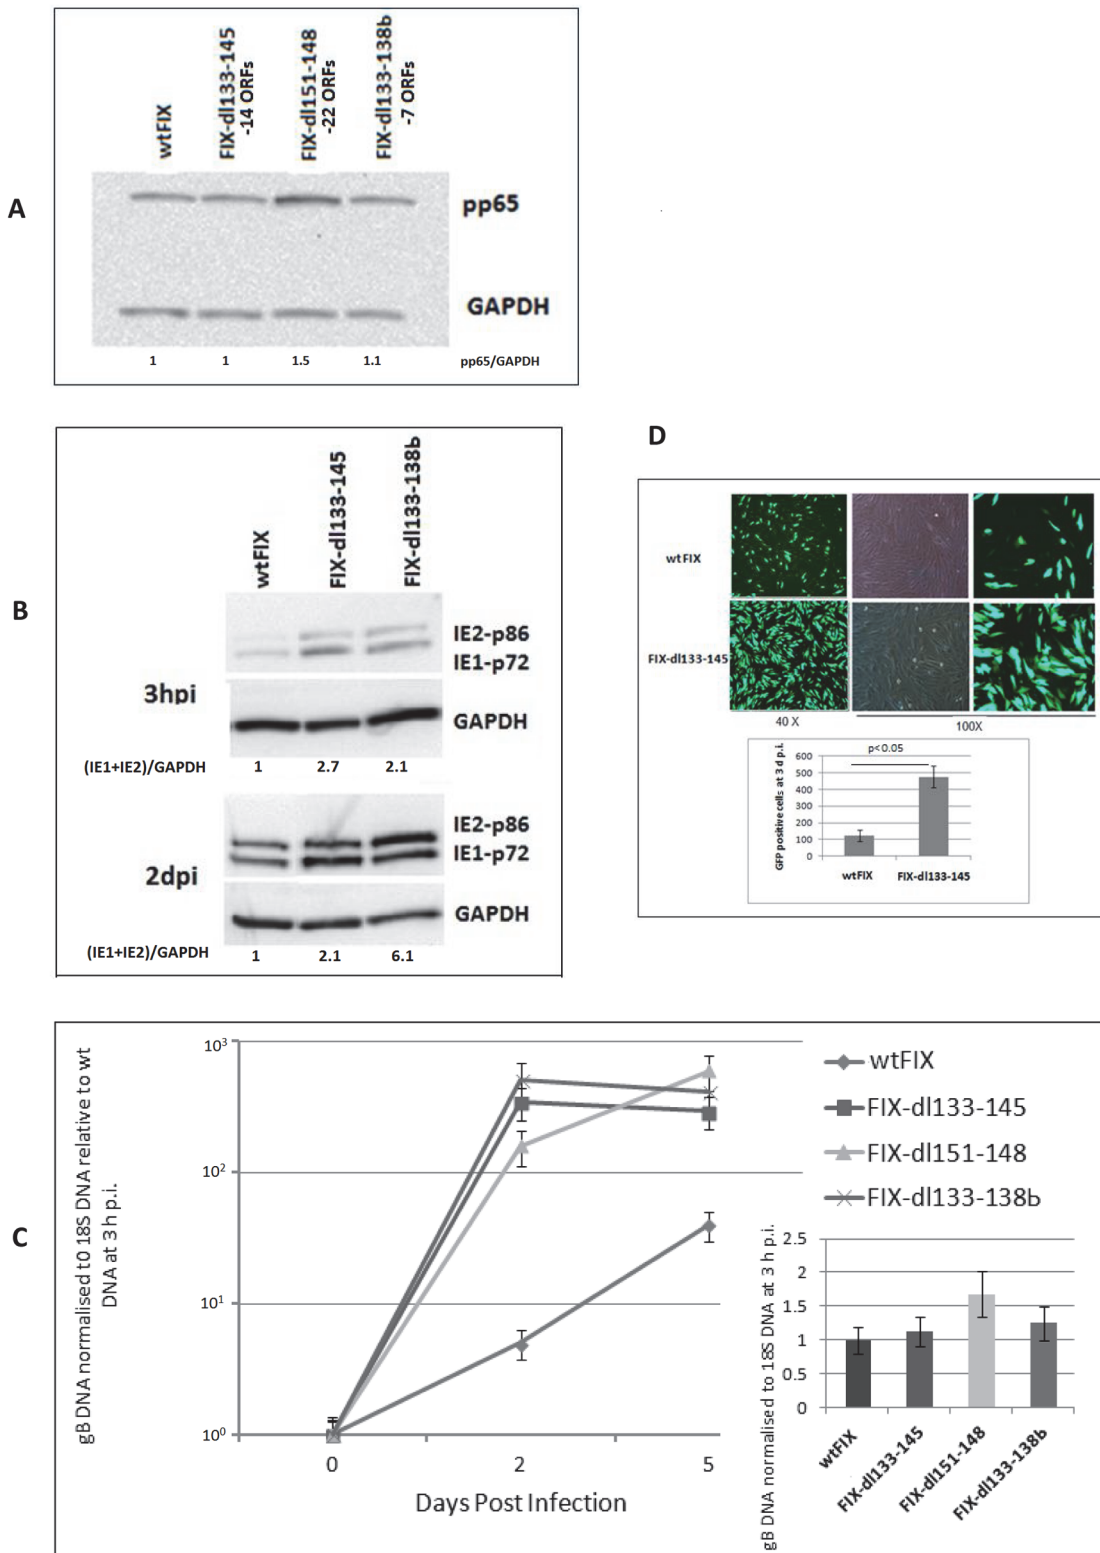 A
wtFIX
FIX-dl133-145
-14 ORFs
FIX-dl151-148
-22 ORFs
FIX-dl133-138b
-7 ORFs
pp65
GAPDH
1 1 1.5 1.1 pp65/GAPDH
B
wtFIX
FIX-dl133-145
FIX-dl133-138b
IE2-p86
IE1-p72
3hpi
GAPDH
(IE1+IE2)/GAPDH 1 2.7 2.1
IE2-p86
IE1-p72
2dpi
GAPDH
(IE1+IE2)/GAPDH 1 2.1 6.1
D
wtFIX
FIX-dl133-145
40 X 100X
p<0.05
GFP positive cells at 3 d p.i.
600
500
400
300
200
100
0
wtFIX FIX-dl133-145
C
gB DNA normalised to 18S DNA relative to wt
DNA at 3 h p.i.
10³
10²
10¹
10⁰
0 2 5
Days Post Infection
wtFIX
FIX-dl133-145
FIX-dl151-148
FIX-dl133-138b
gB DNA normalised to 18S DNA at 3 h p.i.
2.5
2
1.5
1
0.5
0
wtFIX
FIX-dl133-145
FIX-dl151-148
FIX-dl133-138b